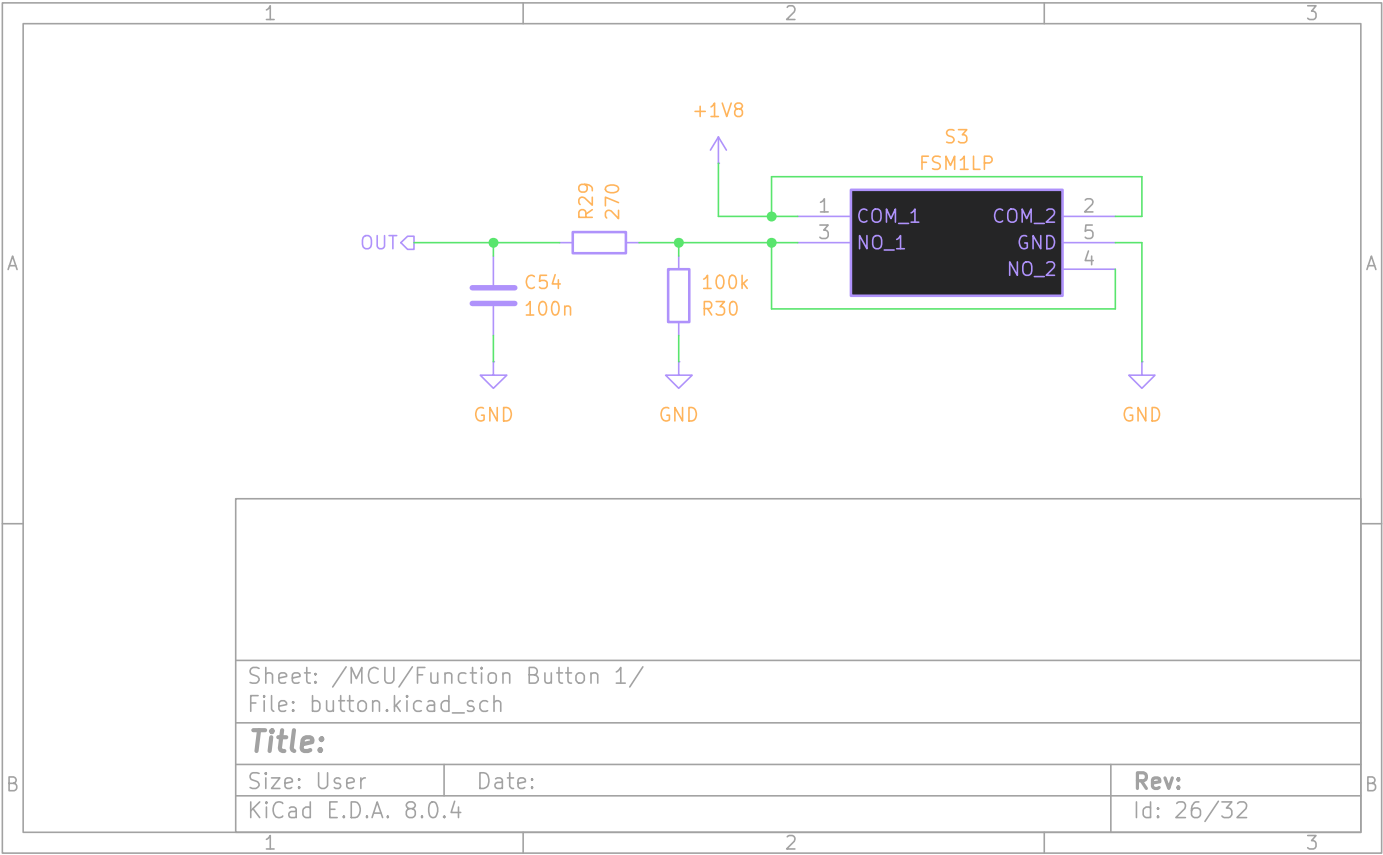 1 2 3
+1V8
S3
FSM1LP
R29
270
1 COM_1 COM_2 2
OUT 3 NO_1 GND 5
A NO_2 4 A
C54 100k
100n R30
GND GND GND
Sheet: /MCU/Function Button 1/
File: button.kicad_sch
Title:
B Size: User Date: Rev: B
KiCad E.D.A. 8.0.4 Id: 26/32
1 2 3